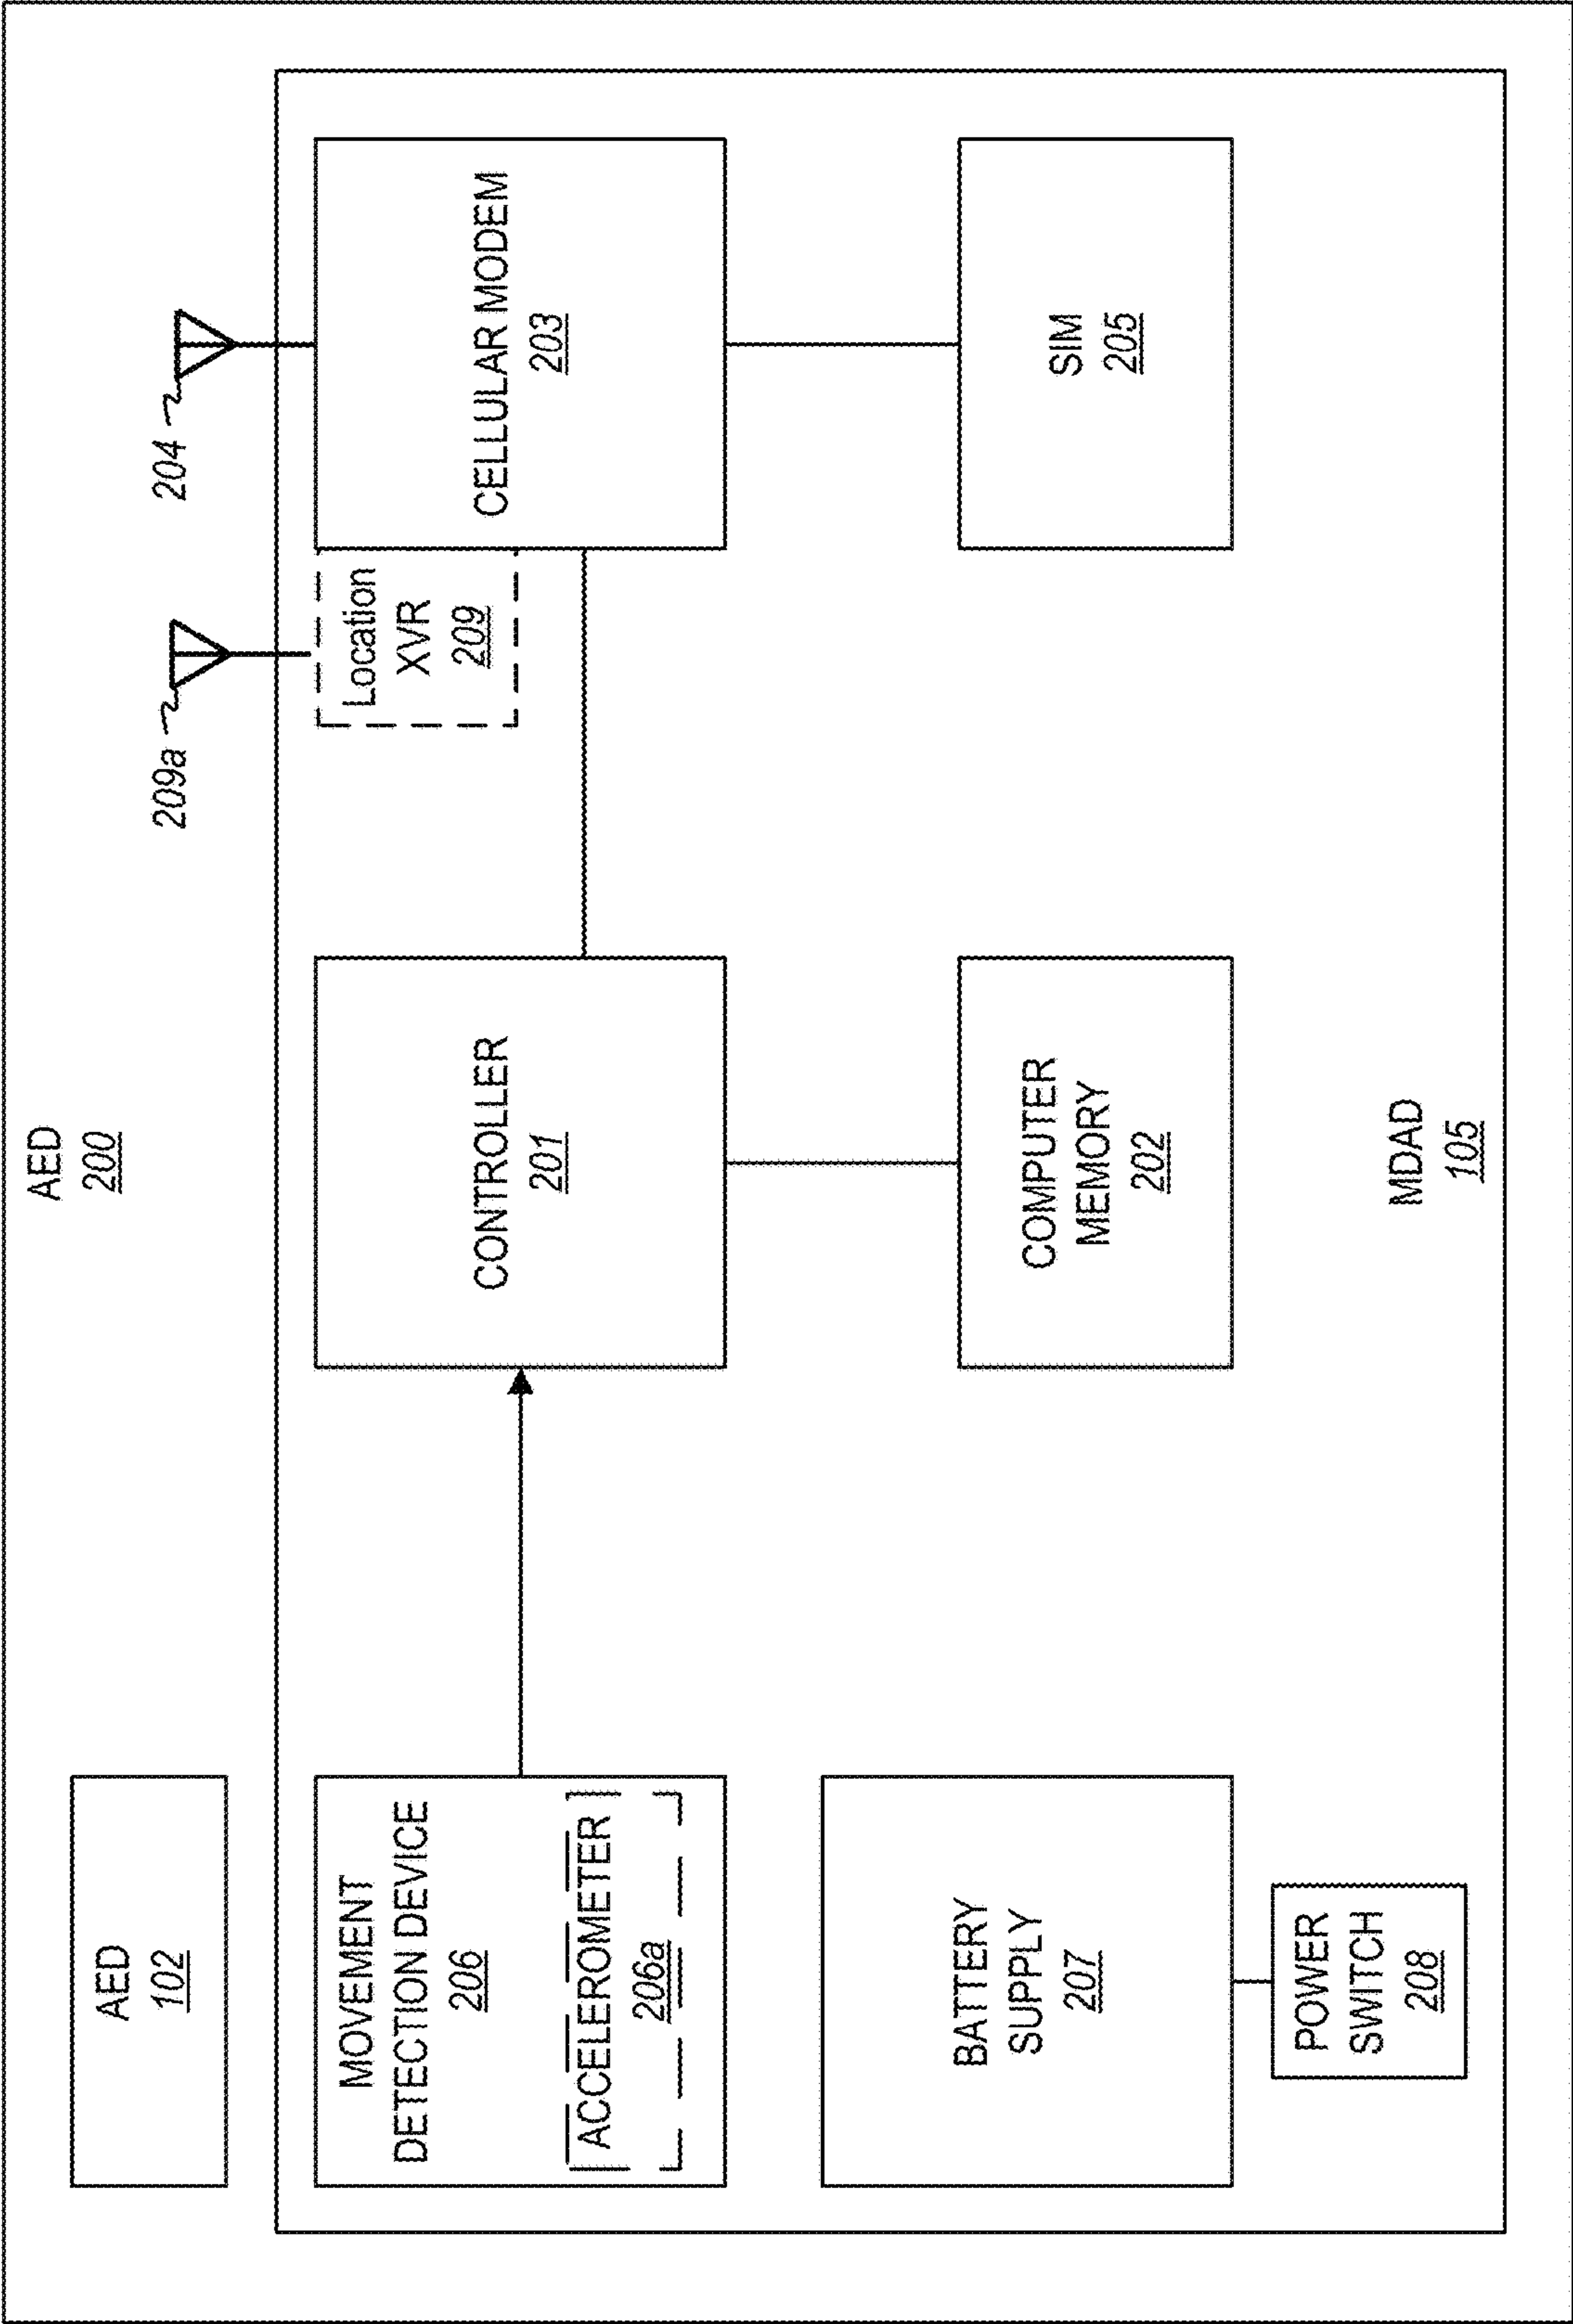 AED
200
AED
102
204
209a
MOVEMENT
DETECTION DEVICE
206
ACCELEROMETER
206a
CONTROLLER
201
Location
XVR
209
CELLULAR MODEM
203
BATTERY
SUPPLY
207
POWER
SWITCH
208
COMPUTER
MEMORY
202
SIM
205
MDAD
105